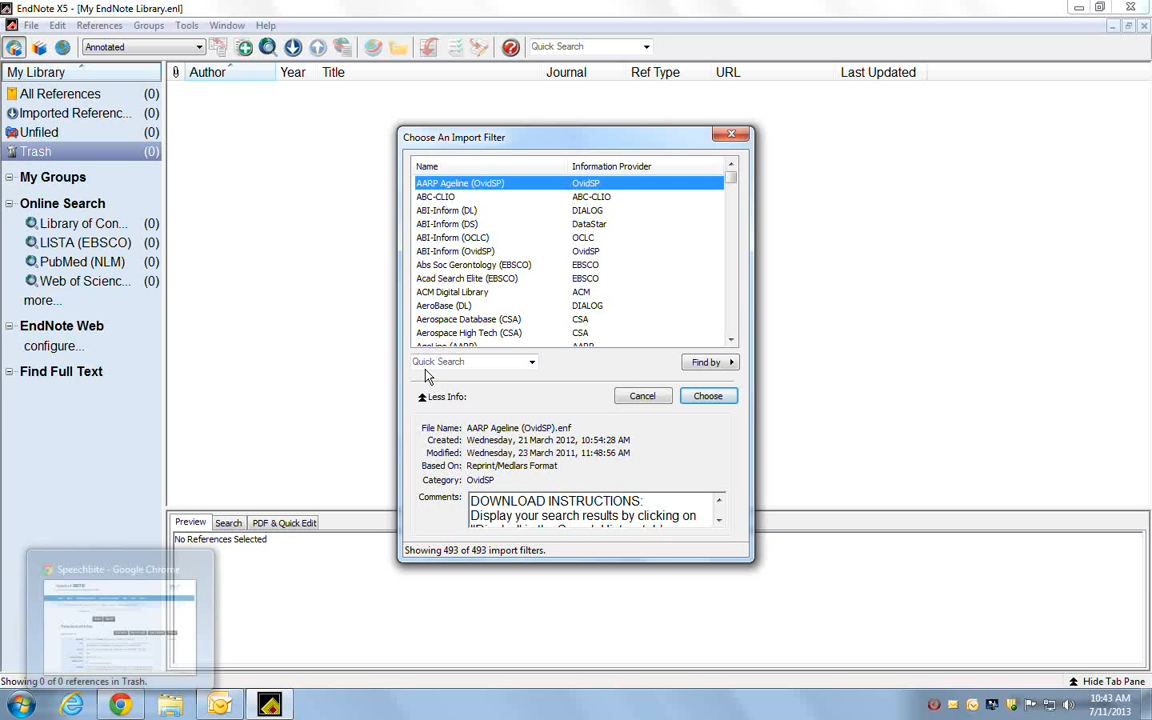 EndNote X5 - [My EndNote Library.enl]
File Edit References Groups Tools Window Help
Annotated Quick Search
My Library Author Year Title Journal Ref Type URL Last Updated
All References (0)
Imported Referenc... (0)
Unfiled (0)
Trash (0)
My Groups
Online Search
Library of Con... (0)
LISTA (EBSCO) (0)
PubMed (NLM) (0)
Web of Scienc... (0)
more...
EndNote Web
configure...
Find Full Text
Choose An Import Filter
Name Information Provider
AARP Ageline (OvidSP) OvidSP
ABC-CLIO ABC-CLIO
ABI-Inform (DL) DIALOG
ABI-Inform (DS) DataStar
ABI-Inform (OCLC) OCLC
ABI-Inform (OvidSP) OvidSP
Abs Soc Gerontology (EBSCO) EBSCO
Acad Search Elite (EBSCO) EBSCO
ACM Digital Library ACM
AeroBase (DL) DIALOG
Aerospace Database (CSA) CSA
Aerospace High Tech (CSA) CSA
AgeLine (AARP) AARP
Quick Search Find by
Less Info: Cancel Choose
File Name: AARP Ageline (OvidSP).enf
Created: Wednesday, 21 March 2012, 10:54:28 AM
Modified: Wednesday, 23 March 2011, 11:48:56 AM
Based On: Reprint/Medlars Format
Category: OvidSP
Comments: DOWNLOAD INSTRUCTIONS:
Display your search results by clicking on
Showing 493 of 493 import filters.
Preview Search PDF & Quick Edit
No References Selected
Speechbite - Google Chrome
Showing 0 of 0 references in Trash. Hide Tab Pane
10:43 AM
7/11/2013